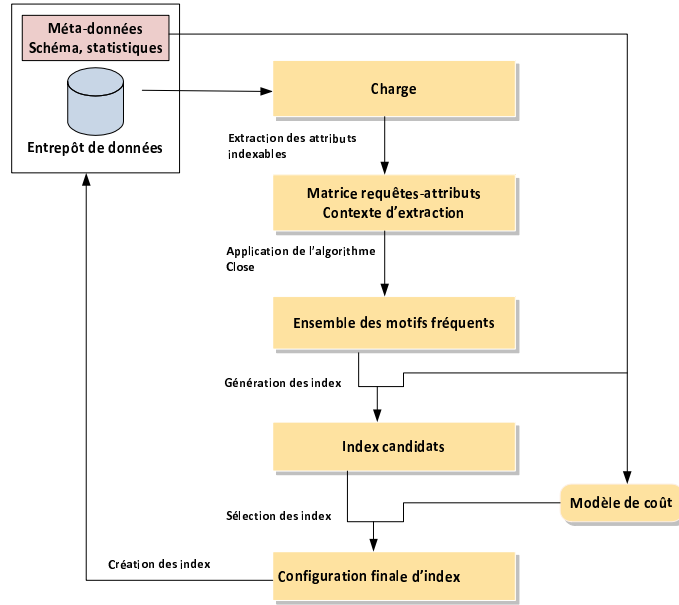 Méta-données
Schéma, statistiques
Entrepôt de données
Charge
Extraction des attributs
indexables
Matrice requêtes-attributs
Contexte d'extraction
Application de l'algorithme
Close
Ensemble des motifs fréquents
Génération des index
Index candidats
Modèle de coût
Sélection des index
Création des index
Configuration finale d'index